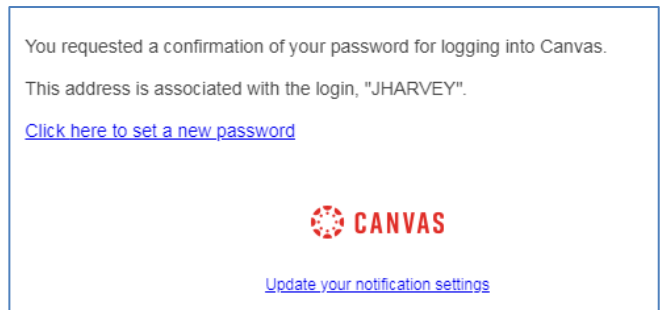 You requested a confirmation of your password for logging into Canvas.
This address is associated with the login, "JHARVEY".
Click here to set a new password
CANVAS
Update your notification settings